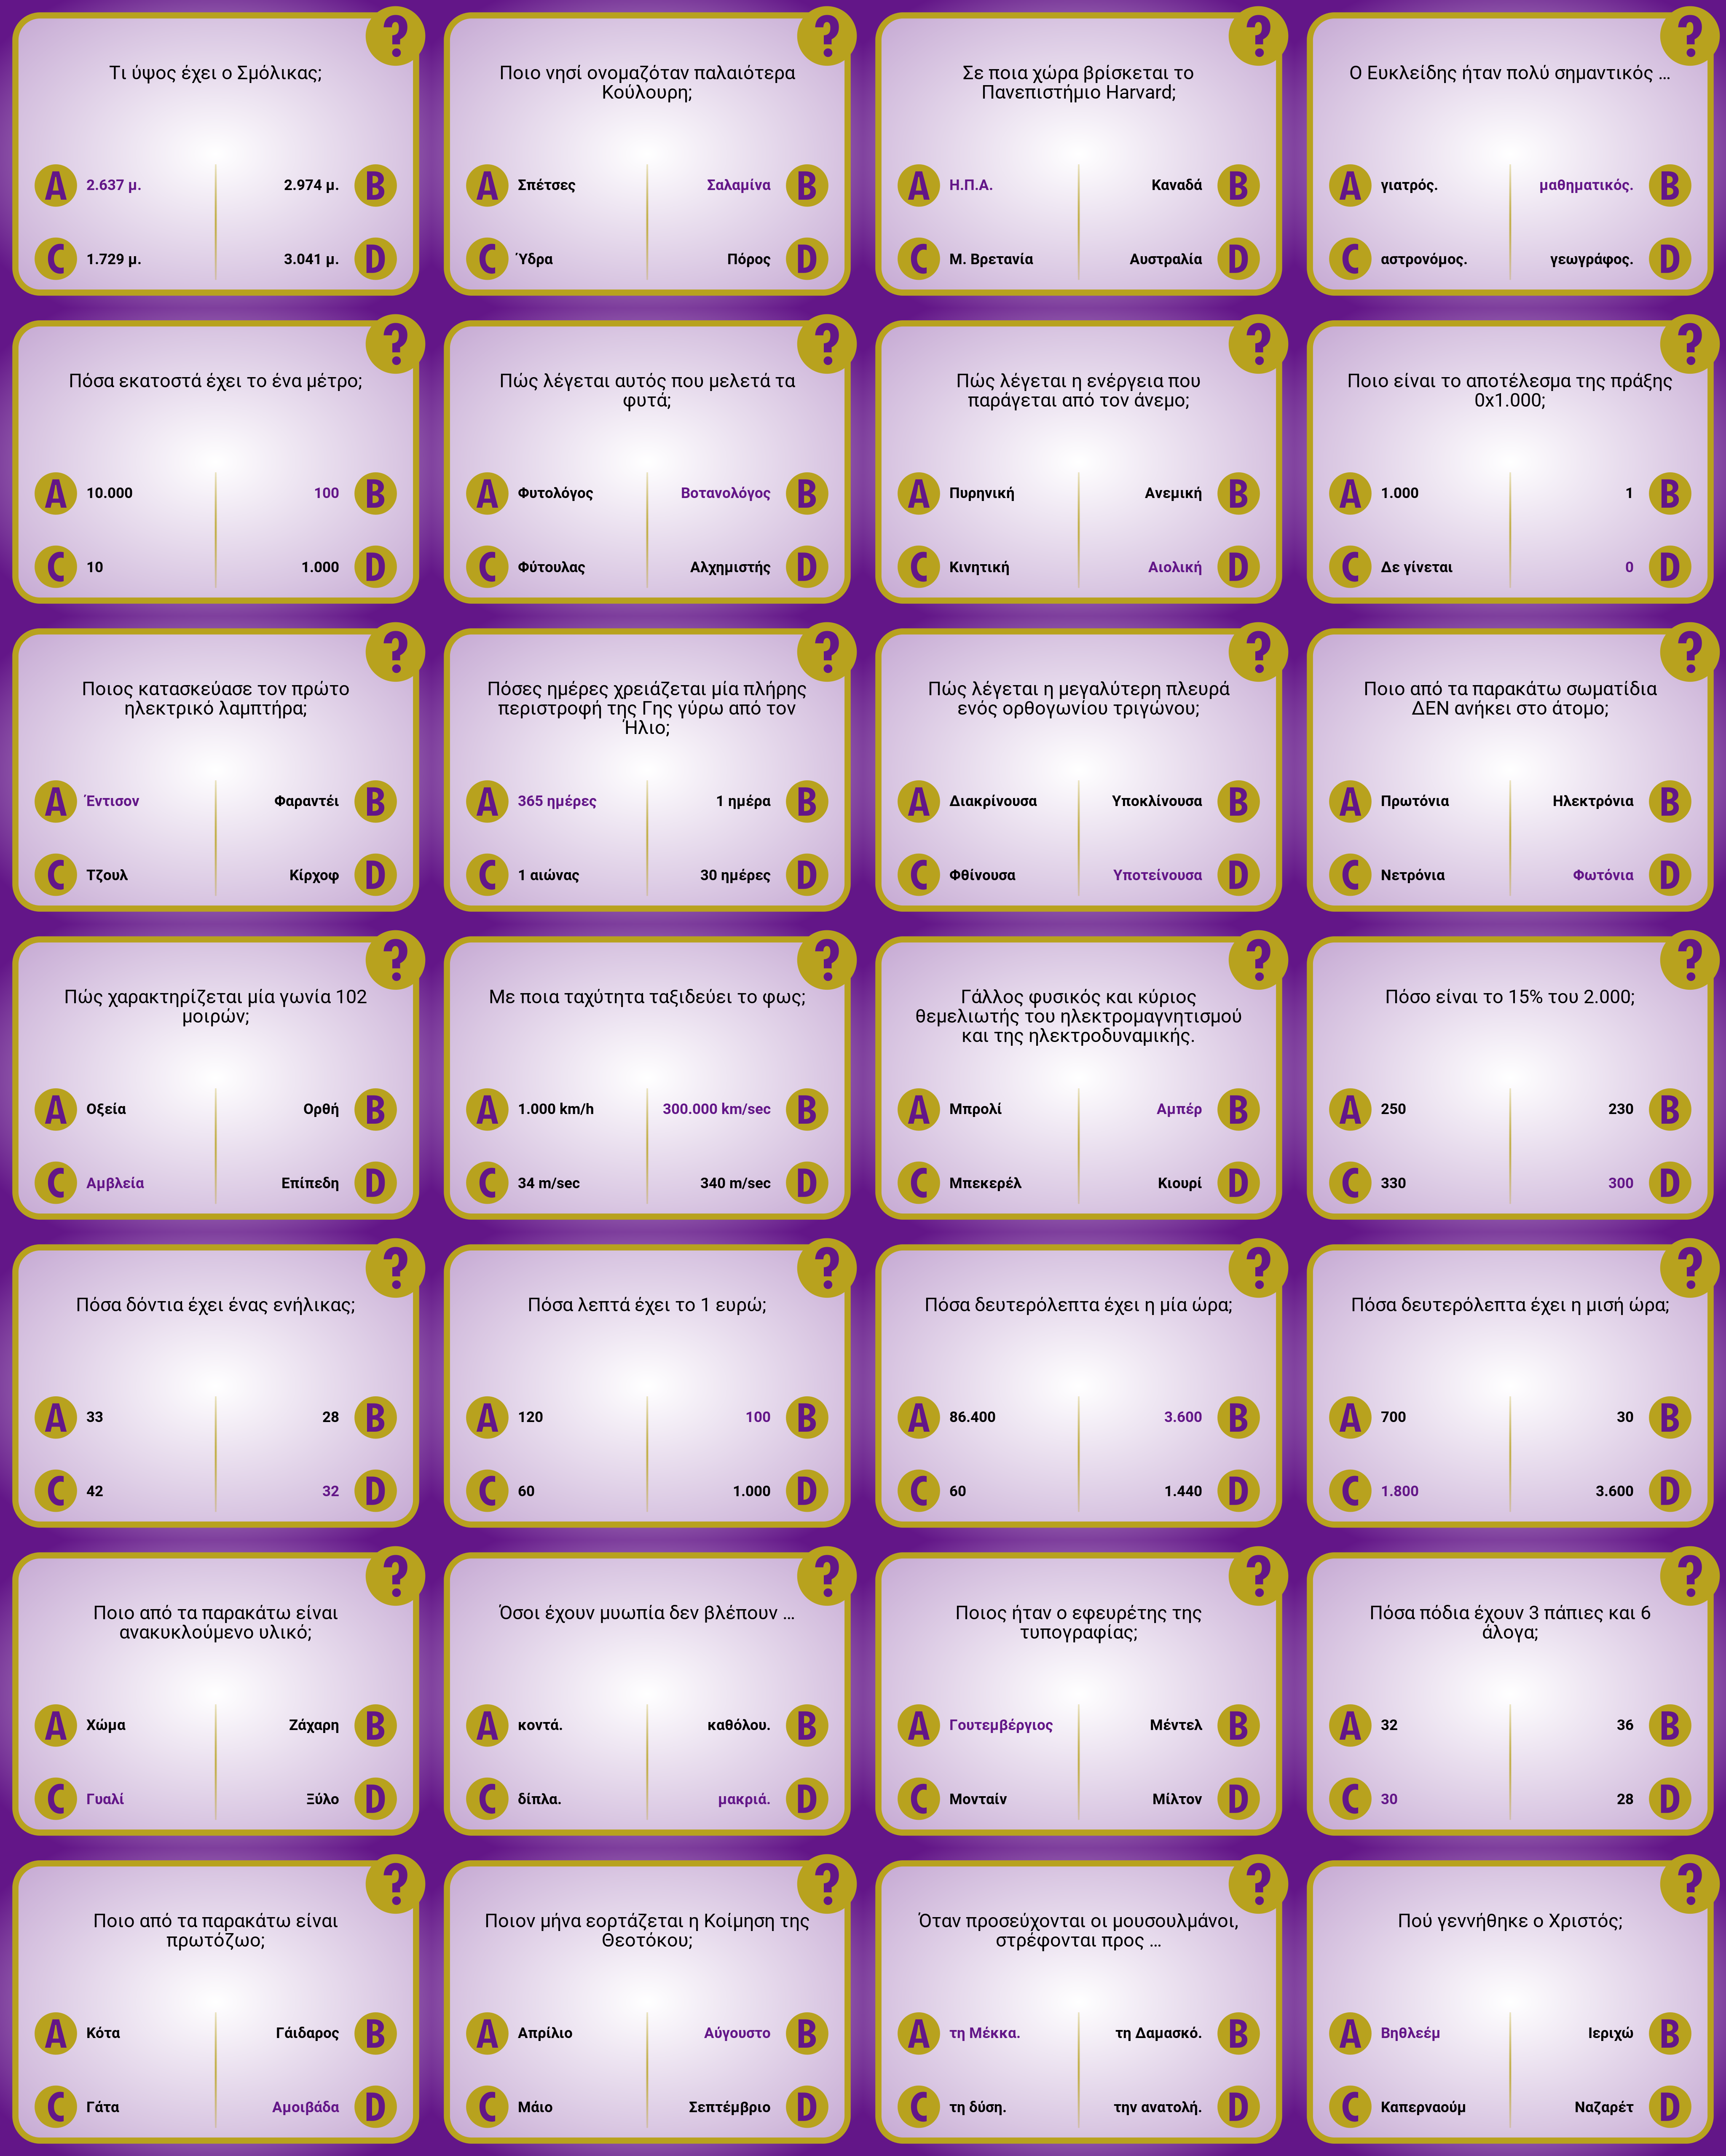 ?
Τι ύψος έχει ο Σμόλικας;
A 2.637 μ.
2.974 μ. B
C 1.729 μ.
3.041 μ. D
?
Ποιο νησί ονομαζόταν παλαιότερα
Κούλουρη;
A Σπέτσες
Σαλαμίνα B
C Ύδρα
Πόρος D
?
Σε ποια χώρα βρίσκεται το
Πανεπιστήμιο Harvard;
A Η.Π.Α.
Καναδά B
C Μ. Βρετανία
Αυστραλία D
?
Ο Ευκλείδης ήταν πολύ σημαντικός ...
A γιατρός.
μαθηματικός. B
C αστρονόμος.
γεωγράφος. D
?
Πόσα εκατοστά έχει το ένα μέτρο;
A 10.000
100 B
C 10
1.000 D
?
Πώς λέγεται αυτός που μελετά τα
φυτά;
A Φυτολόγος
Βοτανολόγος B
C Φύτουλας
Αλχημιστής D
?
Πώς λέγεται η ενέργεια που
παράγεται από τον άνεμο;
A Πυρηνική
Ανεμική B
C Κινητική
Αιολική D
?
Ποιο είναι το αποτέλεσμα της πράξης
0x1.000;
A 1.000
1 B
C Δε γίνεται
0 D
?
Ποιος κατασκεύασε τον πρώτο
ηλεκτρικό λαμπτήρα;
A Έντισον
Φαραντέι B
C Τζουλ
Κίρχοφ D
?
Πόσες ημέρες χρειάζεται μία πλήρης
περιστροφή της Γης γύρω από τον
Ήλιο;
A 365 ημέρες
1 ημέρα B
C 1 αιώνας
30 ημέρες D
?
Πώς λέγεται η μεγαλύτερη πλευρά
ενός ορθογωνίου τριγώνου;
A Διακρίνουσα
Υποκλίνουσα B
C Φθίνουσα
Υποτείνουσα D
?
Ποιο από τα παρακάτω σωματίδια
ΔΕΝ ανήκει στο άτομο;
A Πρωτόνια
Ηλεκτρόνια B
C Νετρόνια
Φωτόνια D
?
Πώς χαρακτηρίζεται μία γωνία 102
μοιρών;
A Οξεία
Ορθή B
C Αμβλεία
Επίπεδη D
?
Με ποια ταχύτητα ταξιδεύει το φως;
A 1.000 km/h
300.000 km/sec B
C 34 m/sec
340 m/sec D
?
Γάλλος φυσικός και κύριος
θεμελιωτής του ηλεκτρομαγνητισμού
και της ηλεκτροδυναμικής.
A Μπρολί
Αμπέρ B
C Μπεκερέλ
Κιουρί D
?
Πόσο είναι το 15% του 2.000;
A 250
230 B
C 330
300 D
?
Πόσα δόντια έχει ένας ενήλικας;
A 33
28 B
C 42
32 D
?
Πόσα λεπτά έχει το 1 ευρώ;
A 120
100 B
C 60
1.000 D
?
Πόσα δευτερόλεπτα έχει η μία ώρα;
A 86.400
3.600 B
C 60
1.440 D
?
Πόσα δευτερόλεπτα έχει η μισή ώρα;
A 700
30 B
C 1.800
3.600 D
?
Ποιο από τα παρακάτω είναι
ανακυκλούμενο υλικό;
A Χώμα
Ζάχαρη B
C Γυαλί
Ξύλο D
?
Όσοι έχουν μυωπία δεν βλέπουν ...
A κοντά.
καθόλου. B
C δίπλα.
μακριά. D
?
Ποιος ήταν ο εφευρέτης της
τυπογραφίας;
A Γουτεμβέργιος
Μέντελ B
C Μονταίν
Μίλτον D
?
Πόσα πόδια έχουν 3 πάπιες και 6
άλογα;
A 32
36 B
C 30
28 D
?
Ποιο από τα παρακάτω είναι
πρωτόζωο;
A Κότα
Γάιδαρος B
C Γάτα
Αμοιβάδα D
?
Ποιον μήνα εορτάζεται η Κοίμηση της
Θεοτόκου;
A Απρίλιο
Αύγουστο B
C Μάιο
Σεπτέμβριο D
?
Όταν προσεύχονται οι μουσουλμάνοι,
στρέφονται προς ...
A τη Μέκκα.
τη Δαμασκό. B
C τη δύση.
την ανατολή. D
?
Πού γεννήθηκε ο Χριστός;
A Βηθλεέμ
Ιεριχώ B
C Καπερναούμ
Ναζαρέτ D